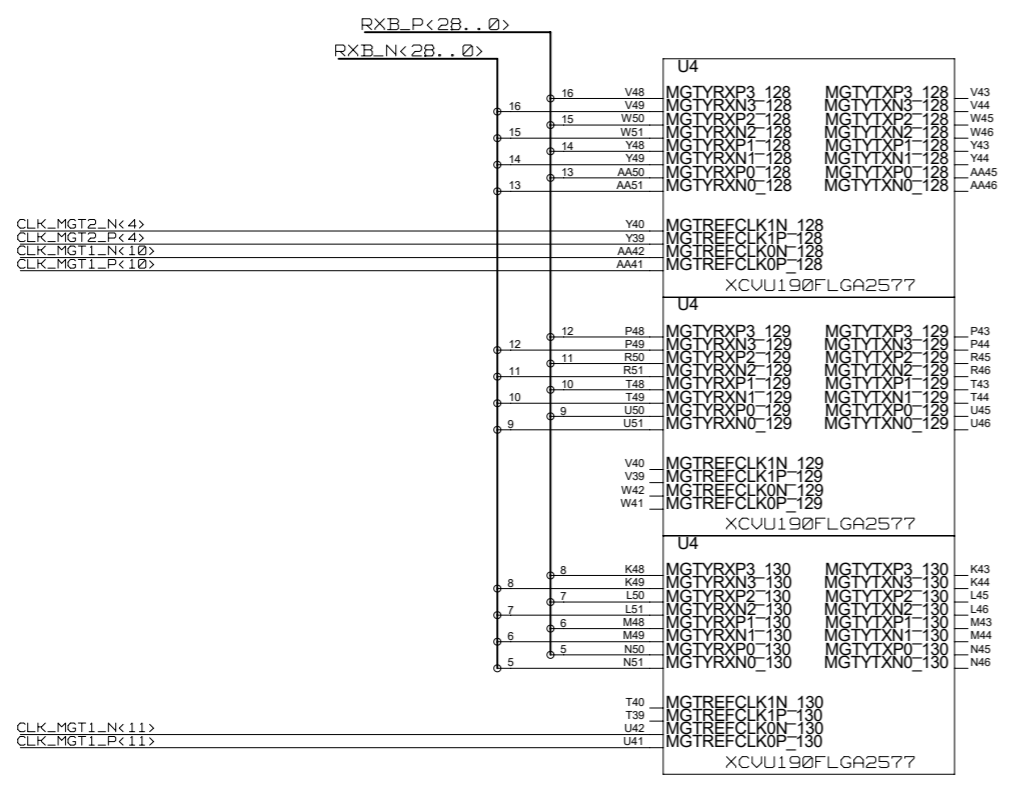 RXB_P<28..0>
RXB_N<28..0>
U4
16 V48 MGTYRXP3_128 MGTYTXP3_128 V43
16 V49 MGTYRXN3_128 MGTYTXN3_128 V44
15 W50 MGTYRXP2_128 MGTYTXP2_128 W45
15 W51 MGTYRXN2_128 MGTYTXN2_128 W46
14 Y48 MGTYRXP1_128 MGTYTXP1_128 Y43
14 Y49 MGTYRXN1_128 MGTYTXN1_128 Y44
13 AA50 MGTYRXP0_128 MGTYTXP0_128 AA45
13 AA51 MGTYRXN0_128 MGTYTXN0_128 AA46
CLK_MGT2_N<4> Y40 MGTREFCLK1N_128
CLK_MGT2_P<4> Y39 MGTREFCLK1P_128
CLK_MGT1_N<10> AA42 MGTREFCLK0N_128
CLK_MGT1_P<10> AA41 MGTREFCLK0P_128
XCVU190FLGA2577
U4
12 P48 MGTYRXP3_129 MGTYTXP3_129 P43
12 P49 MGTYRXN3_129 MGTYTXN3_129 P44
11 R50 MGTYRXP2_129 MGTYTXP2_129 R45
11 R51 MGTYRXN2_129 MGTYTXN2_129 R46
10 T48 MGTYRXP1_129 MGTYTXP1_129 T43
10 T49 MGTYRXN1_129 MGTYTXN1_129 T44
9 U50 MGTYRXP0_129 MGTYTXP0_129 U45
9 U51 MGTYRXN0_129 MGTYTXN0_129 U46
V40 MGTREFCLK1N_129
V39 MGTREFCLK1P_129
W42 MGTREFCLK0N_129
W41 MGTREFCLK0P_129
XCVU190FLGA2577
U4
8 K48 MGTYRXP3_130 MGTYTXP3_130 K43
8 K49 MGTYRXN3_130 MGTYTXN3_130 K44
7 L50 MGTYRXP2_130 MGTYTXP2_130 L45
7 L51 MGTYRXN2_130 MGTYTXN2_130 L46
6 M48 MGTYRXP1_130 MGTYTXP1_130 M43
6 M49 MGTYRXN1_130 MGTYTXN1_130 M44
5 N50 MGTYRXP0_130 MGTYTXP0_130 N45
5 N51 MGTYRXN0_130 MGTYTXN0_130 N46
T40 MGTREFCLK1N_130
T39 MGTREFCLK1P_130
CLK_MGT1_N<11> U42 MGTREFCLK0N_130
CLK_MGT1_P<11> U41 MGTREFCLK0P_130
XCVU190FLGA2577